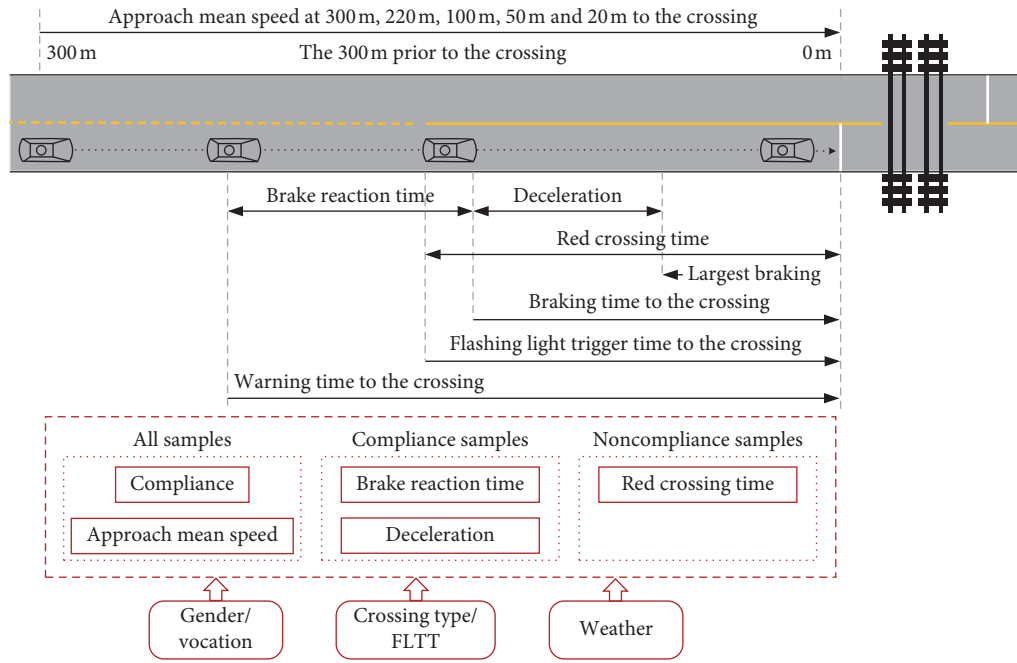 Approach mean speed at 300 m, 220 m, 100 m, 50 m and 20 m to the crossing
300 m
The 300 m prior to the crossing
0 m
Brake reaction time
Deceleration
Red crossing time
Largest braking
Braking time to the crossing
Flashing light trigger time to the crossing
Warning time to the crossing
All samples
Compliance
Approach mean speed
Compliance samples
Brake reaction time
Deceleration
Noncompliance samples
Red crossing time
Gender/
vocation
Crossing type/
FLTT
Weather